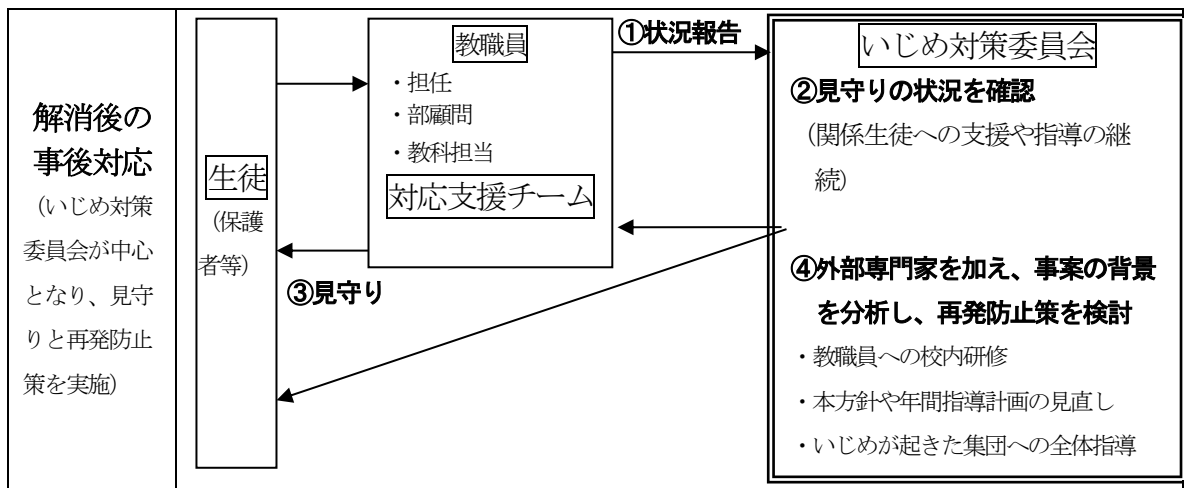 解消後の
事後対応
（いじめ対策
委員会が中心
となり、見守
りと再発防止
策を実施）
生徒
（保護
者等）
教職員
・担任
・部顧問
・教科担当
対応支援チーム
①状況報告
③見守り
いじめ対策委員会
②見守りの状況を確認
（関係生徒への支援や指導の継
続）
④外部専門家を加え、事案の背景
を分析し、再発防止策を検討
・教職員への校内研修
・本方針や年間指導計画の見直し
・いじめが起きた集団への全体指導